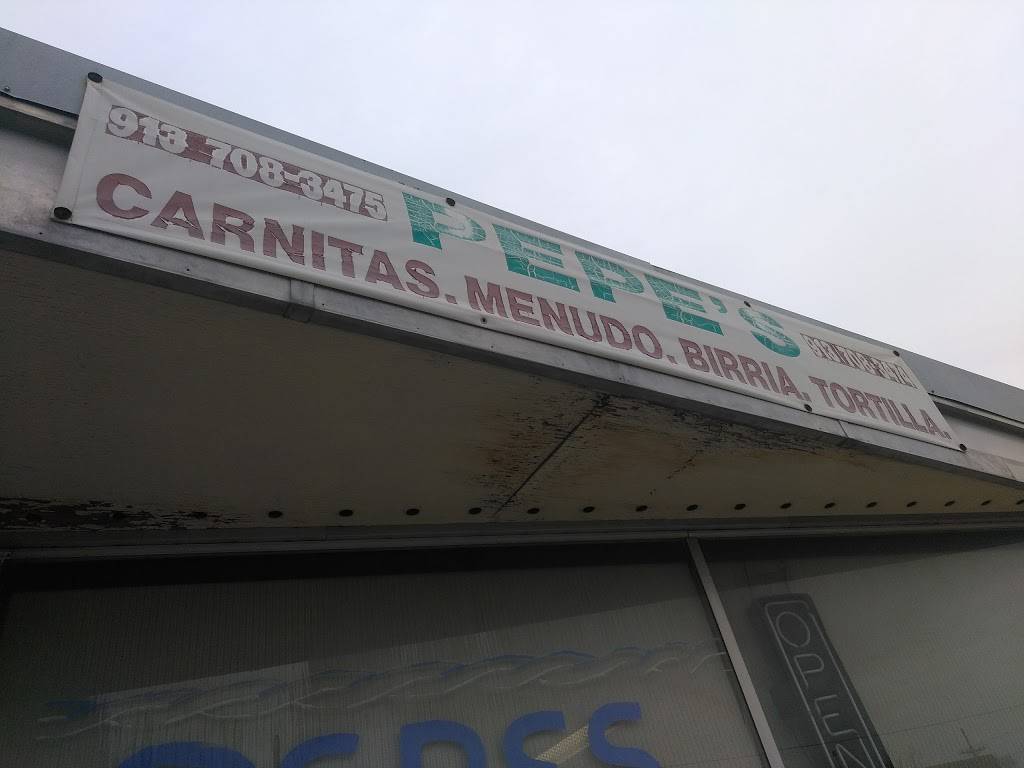 913 708-3475
PEPE'S
CARNITAS. MENUDO. BIRRIA. TORTILLA.
OPEN